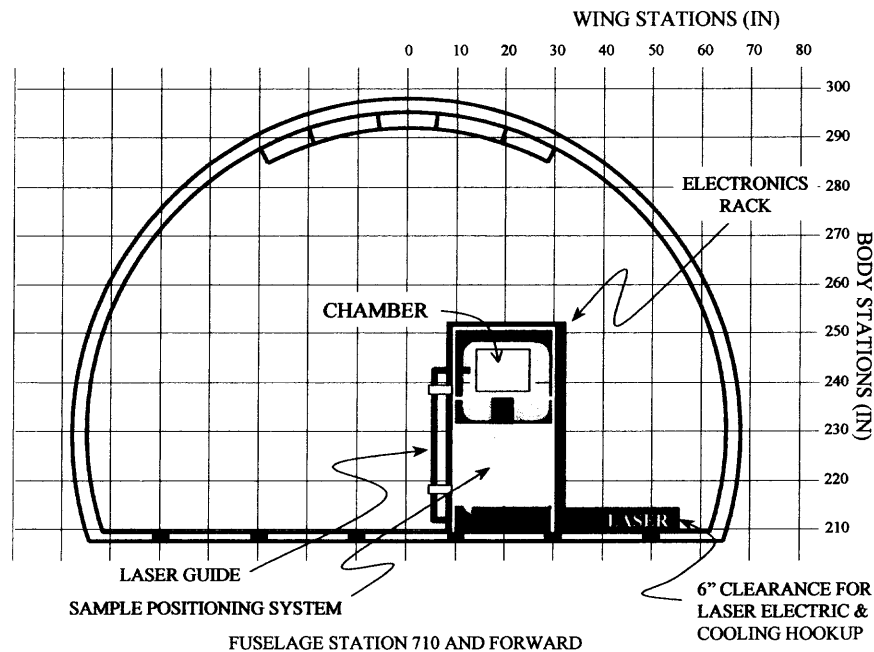 WING STATIONS (IN)
0 10 20 30 40 50 60 70 80
300
290
ELECTRONICS
RACK
280
270
260
CHAMBER
250
240
230
220
210
BODY STATIONS (IN)
LASER
LASER GUIDE
SAMPLE POSITIONING SYSTEM
6" CLEARANCE FOR
LASER ELECTRIC &
COOLING HOOKUP
FUSELAGE STATION 710 AND FORWARD